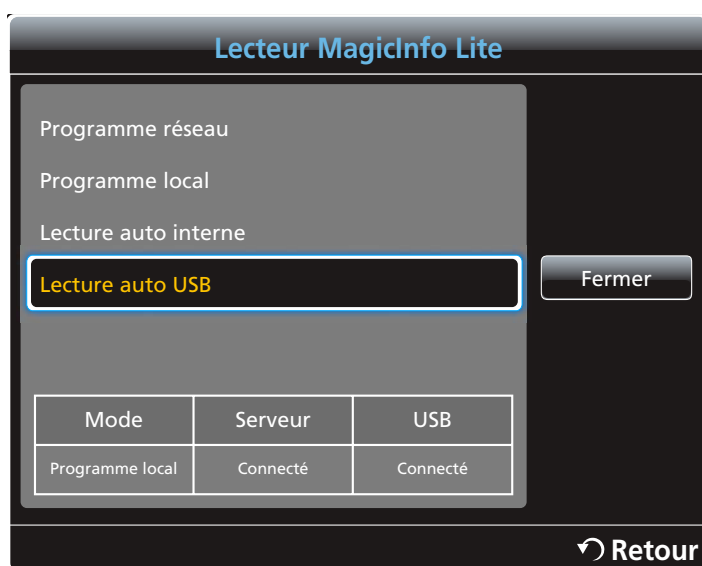 Lecteur MagicInfo Lite
Programme réseau
Programme local
Lecture auto interne
Lecture auto USB
Fermer
Mode Serveur USB
Programme local Connecté Connecté
Retour